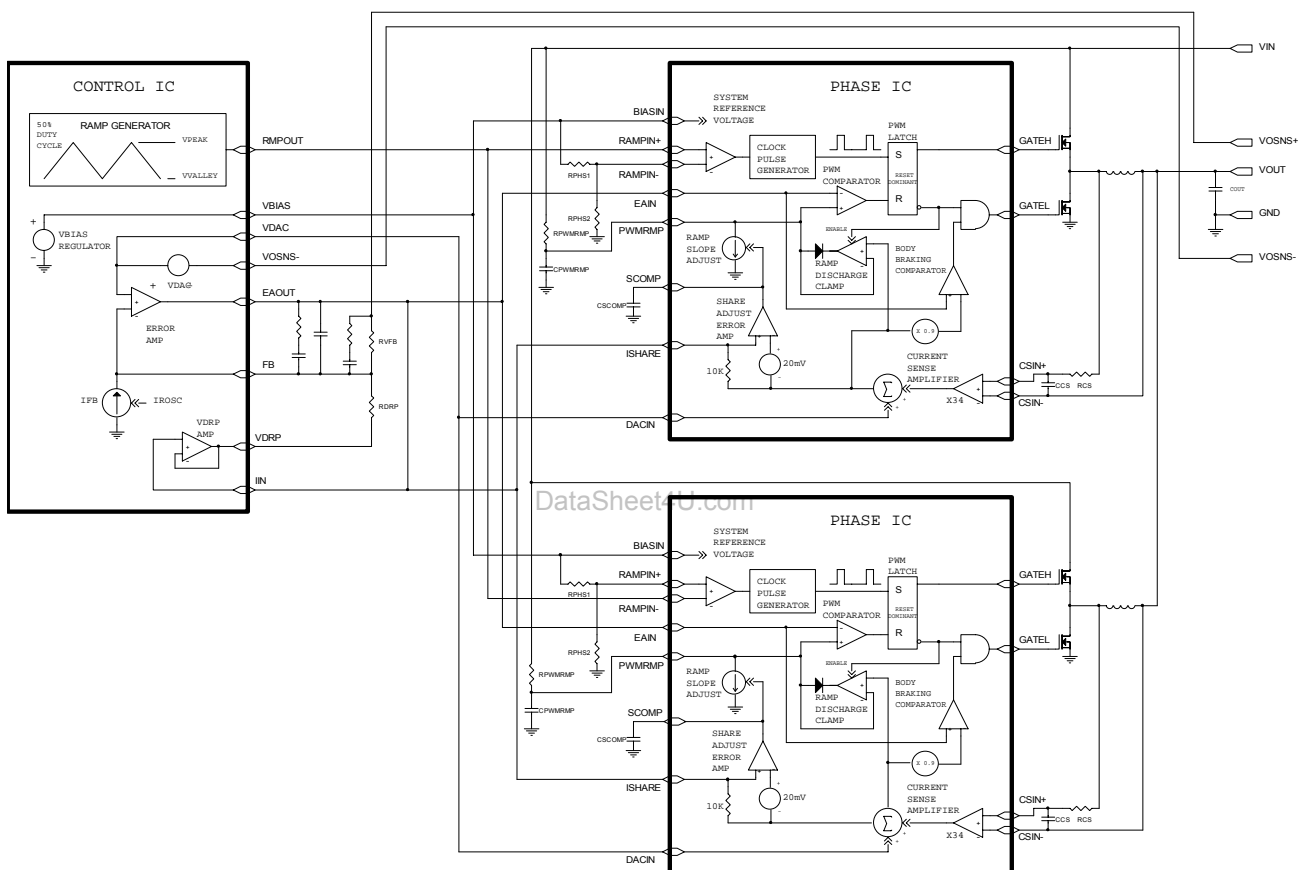 CONTROL IC
50%
DUTY
CYCLE
RAMP GENERATOR
VPEAK
VVALLEY
RMPOUT
+
VBIAS
REGULATOR
-
VBIAS
VDAC
VOSNS-
VDAC
+
-
+
-
ERROR
AMP
EAOUT
RVFB
FB
IFB
IROSC
RDRP
VDRP
AMP
+
-
VDRP
IIN
PHASE IC
SYSTEM
REFERENCE
VOLTAGE
BIASIN
RAMPIN+
RAMPIN-
RPHS1
RPHS2
EAIN
PWMRMP
RPWMRMP
CPWMRMP
SCOMP
CSCOMP
ISHARE
DACIN
+
-
CLOCK
PULSE
GENERATOR
PWM
LATCH
S
RESET
DOMINANT
R
PWM
COMPARATOR
-
+
RAMP
SLOPE
ADJUST
ENABLE
+
-
RAMP
DISCHARGE
CLAMP
BODY
BRAKING
COMPARATOR
+
-
SHARE
ADJUST
ERROR
AMP
+
-
X 0.9
10K
+
20mV
-
CURRENT
SENSE
AMPLIFIER
Σ
+
+
X34
+
-
GATEH
GATEL
CSIN+
CCS
RCS
CSIN-
VIN
VOSNS+
VOUT
COUT
GND
VOSNS-
DataSheet4U.com
PHASE IC
SYSTEM
REFERENCE
VOLTAGE
BIASIN
RAMPIN+
RAMPIN-
RPHS1
RPHS2
EAIN
PWMRMP
RPWMRMP
CPWMRMP
SCOMP
CSCOMP
ISHARE
DACIN
+
-
CLOCK
PULSE
GENERATOR
PWM
LATCH
S
RESET
DOMINANT
R
PWM
COMPARATOR
-
+
RAMP
SLOPE
ADJUST
ENABLE
+
-
RAMP
DISCHARGE
CLAMP
BODY
BRAKING
COMPARATOR
+
-
SHARE
ADJUST
ERROR
AMP
+
-
X 0.9
10K
+
20mV
-
CURRENT
SENSE
AMPLIFIER
Σ
+
+
X34
+
-
GATEH
GATEL
CSIN+
CCS
RCS
CSIN-